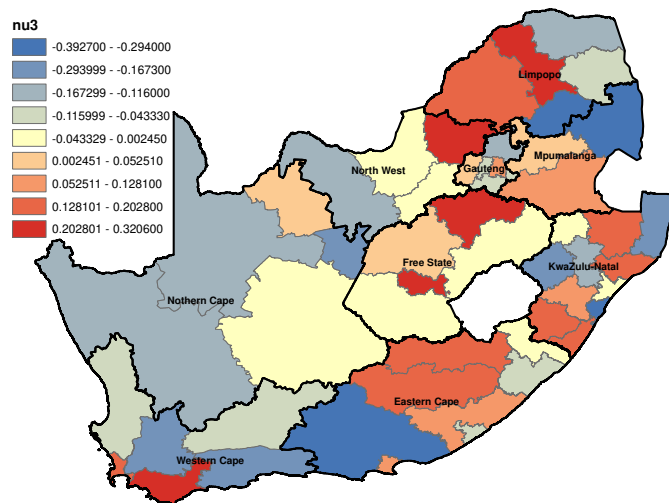 nu3
-0.392700 - -0.294000
-0.293999 - -0.167300
-0.167299 - -0.116000
-0.115999 - -0.043330
-0.043329 - 0.002450
0.002451 - 0.052510
0.052511 - 0.128100
0.128101 - 0.202800
0.202801 - 0.320600
Limpopo
North West
Gauteng
Mpumalanga
Free State
KwaZulu-Natal
Nothern Cape
Eastern Cape
Western Cape